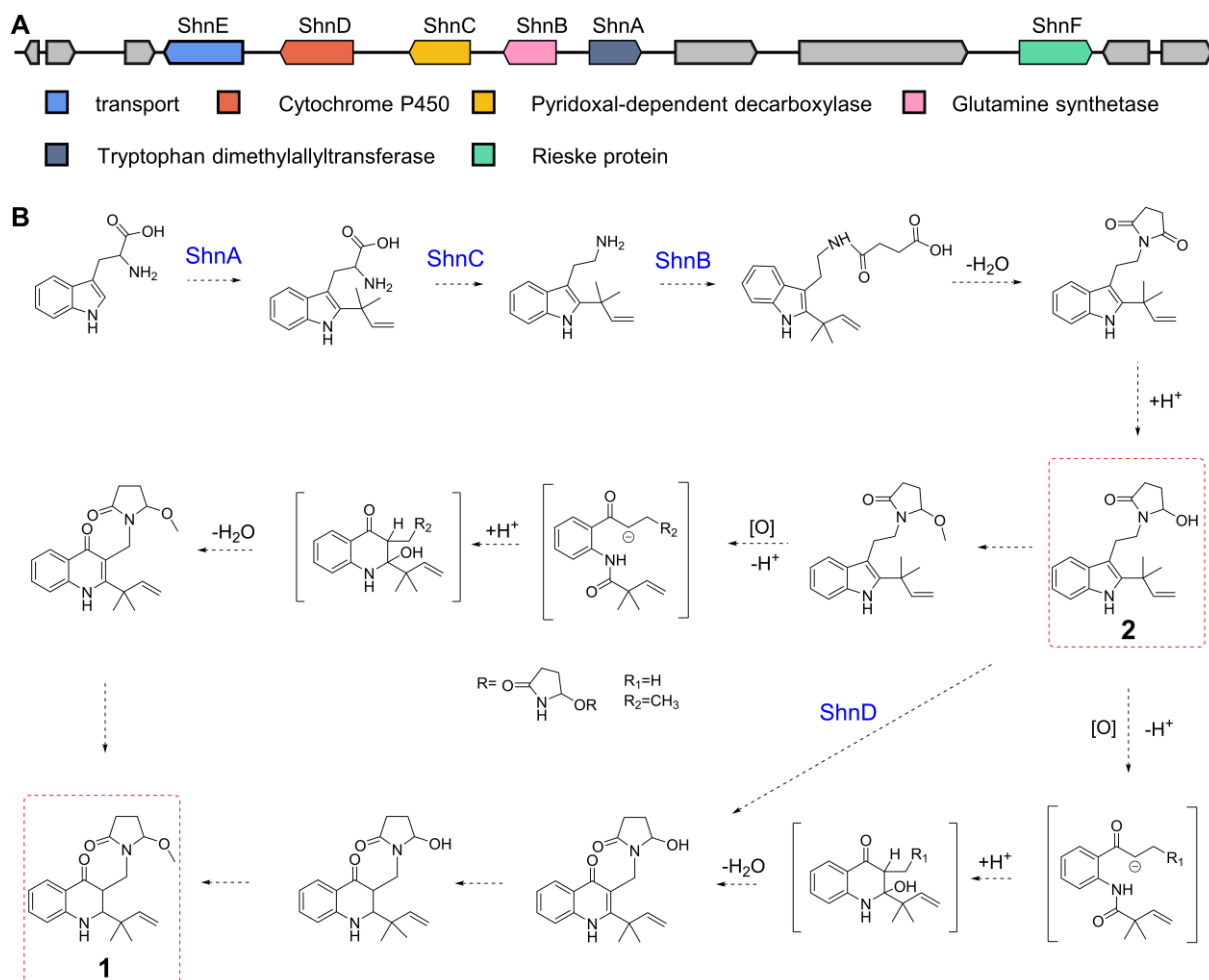 A
ShnE ShnD ShnC ShnB ShnA ShnF
transport Cytochrome P450 Pyridoxal-dependent decarboxylase Glutamine synthetase
Tryptophan dimethylallyltransferase Rieske protein
B
O
OH
NH2
N
H
ShnA
O
OH
NH2
N
H
ShnC
NH2
N
H
ShnB
NH
O
O
OH
N
H
-H2O
O
N
O
N
H
+H+
O
N
O
O
N
H
-H2O
O
H
R2
OH
N
H
+H+
O
R2
⊖
NH
O
[O]
-H+
O
N
O
N
H
O
N
OH
N
H
2
R= O
N
H
OR
R1=H
R2=CH3
ShnD
[O] -H+
O
N
O
O
N
H
1
O
N
OH
O
N
H
O
N
OH
O
N
H
-H2O
O
H
R1
OH
N
H
+H+
O
R1
⊖
NH
O